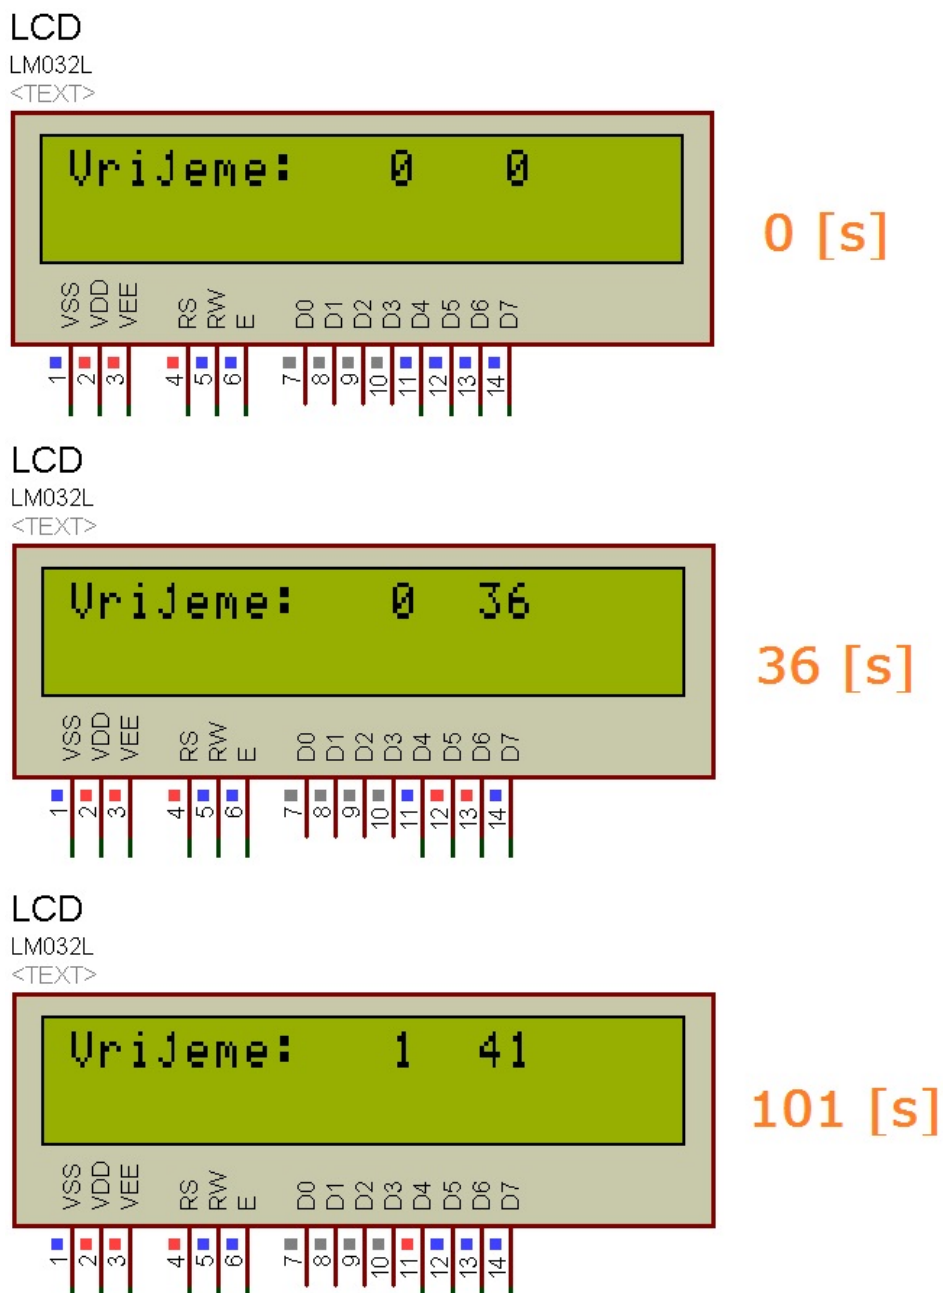 LCD
LM032L
<TEXT>
Vrijeme: 0 0
0 [s]
VSS VDD VEE RS RW E D0 D1 D2 D3 D4 D5 D6 D7
1 2 3 4 5 6 7 8 9 10 11 12 13 14
LCD
LM032L
<TEXT>
Vrijeme: 0 36
36 [s]
VSS VDD VEE RS RW E D0 D1 D2 D3 D4 D5 D6 D7
1 2 3 4 5 6 7 8 9 10 11 12 13 14
LCD
LM032L
<TEXT>
Vrijeme: 1 41
101 [s]
VSS VDD VEE RS RW E D0 D1 D2 D3 D4 D5 D6 D7
1 2 3 4 5 6 7 8 9 10 11 12 13 14